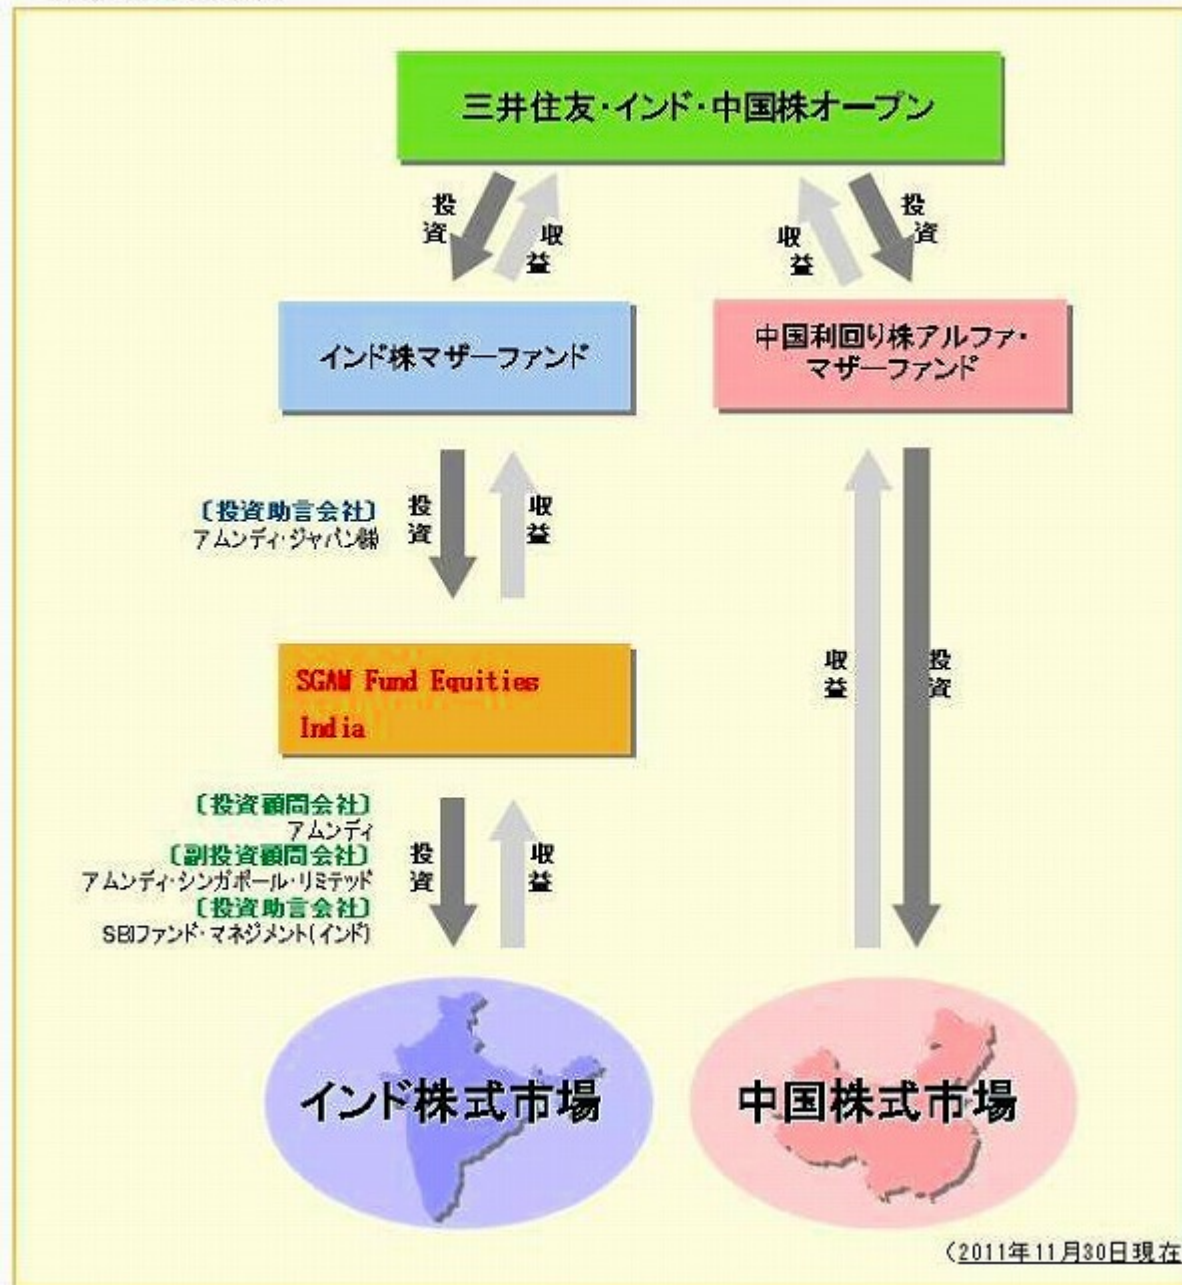 三井住友・インド・中国株オープン
投資
収益
収益
投資
インド株マザーファンド
中国利回り株アルファ・
マザーファンド
〔投資助言会社〕
アムンディ・ジャパン㈱
投資
収益
収益
投資
SGAM Fund Equities
India
〔投資顧問会社〕
アムンディ
〔副投資顧問会社〕
アムンディ・シンガポール・リミテッド
〔投資助言会社〕
SBIファンド・マネジメント(インド)
投資
収益
インド株式市場
中国株式市場
(2011年11月30日現在